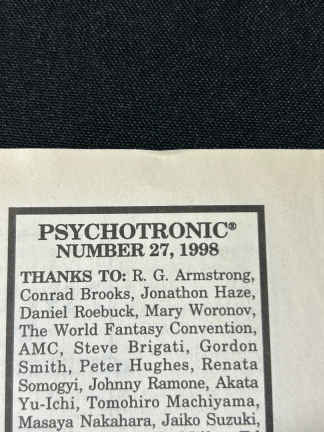 PSYCHOTRONIC®
NUMBER 27, 1998
THANKS TO: R. G. Armstrong,
Conrad Brooks, Jonathon Haze,
Daniel Roebuck, Mary Woronov,
The World Fantasy Convention,
AMC, Steve Brigati, Gordon
Smith, Peter Hughes, Renata
Somogyi, Johnny Ramone, Akata
Yu-Ichi, Tomohiro Machiyama,
Masaya Nakahara, Jaiko Suzuki,